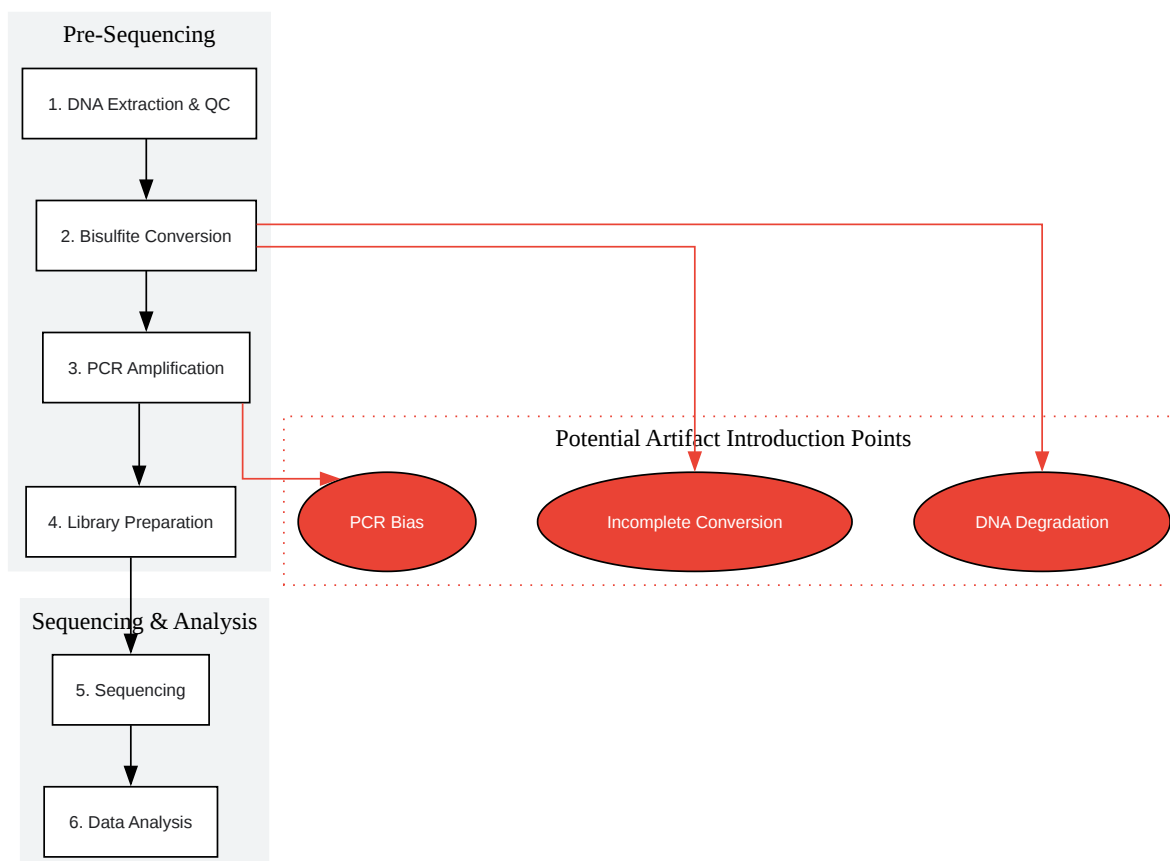 Pre-Sequencing
1. DNA Extraction & QC
2. Bisulfite Conversion
3. PCR Amplification
Potential Artifact Introduction Points
PCR Bias
Incomplete Conversion
DNA Degradation
4. Library Preparation
Sequencing & Analysis
5. Sequencing
6. Data Analysis